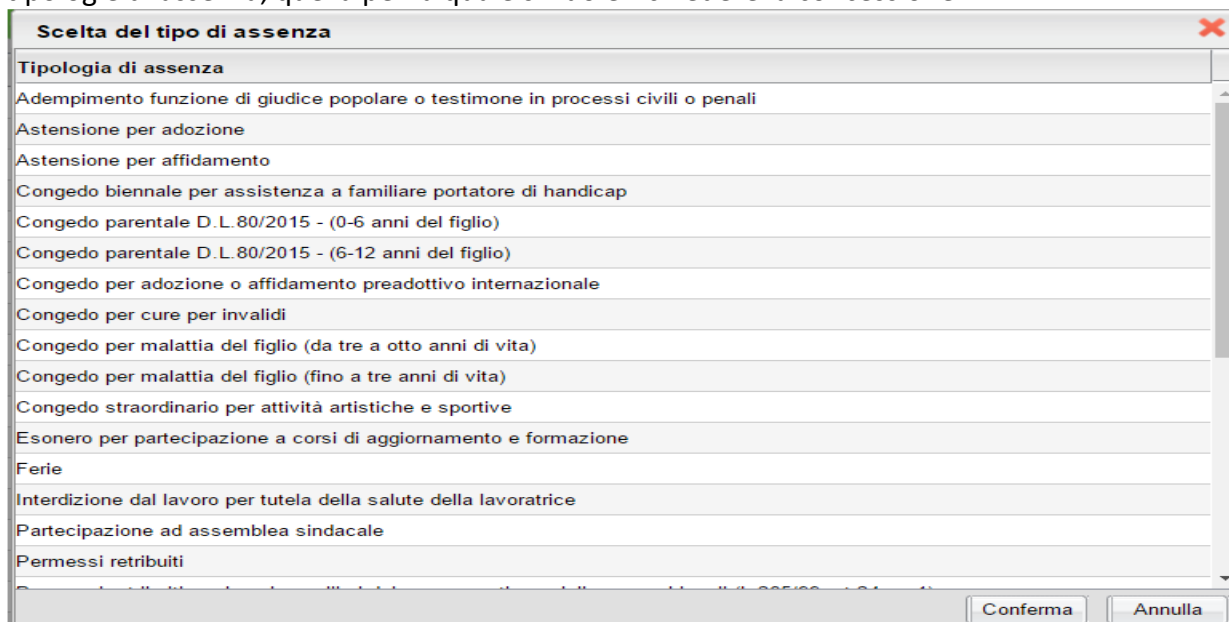 Scelta del tipo di assenza
Tipologia di assenza
Adempimento funzione di giudice popolare o testimone in processi civili o penali
Astensione per adozione
Astensione per affidamento
Congedo biennale per assistenza a familiare portatore di handicap
Congedo parentale D.L.80/2015 - (0-6 anni del figlio)
Congedo parentale D.L.80/2015 - (6-12 anni del figlio)
Congedo per adozione o affidamento preadottivo internazionale
Congedo per cure per invalidi
Congedo per malattia del figlio (da tre a otto anni di vita)
Congedo per malattia del figlio (fino a tre anni di vita)
Congedo straordinario per attività artistiche e sportive
Esonero per partecipazione a corsi di aggiornamento e formazione
Ferie
Interdizione dal lavoro per tutela della salute della lavoratrice
Partecipazione ad assemblea sindacale
Permessi retribuiti
Conferma Annulla